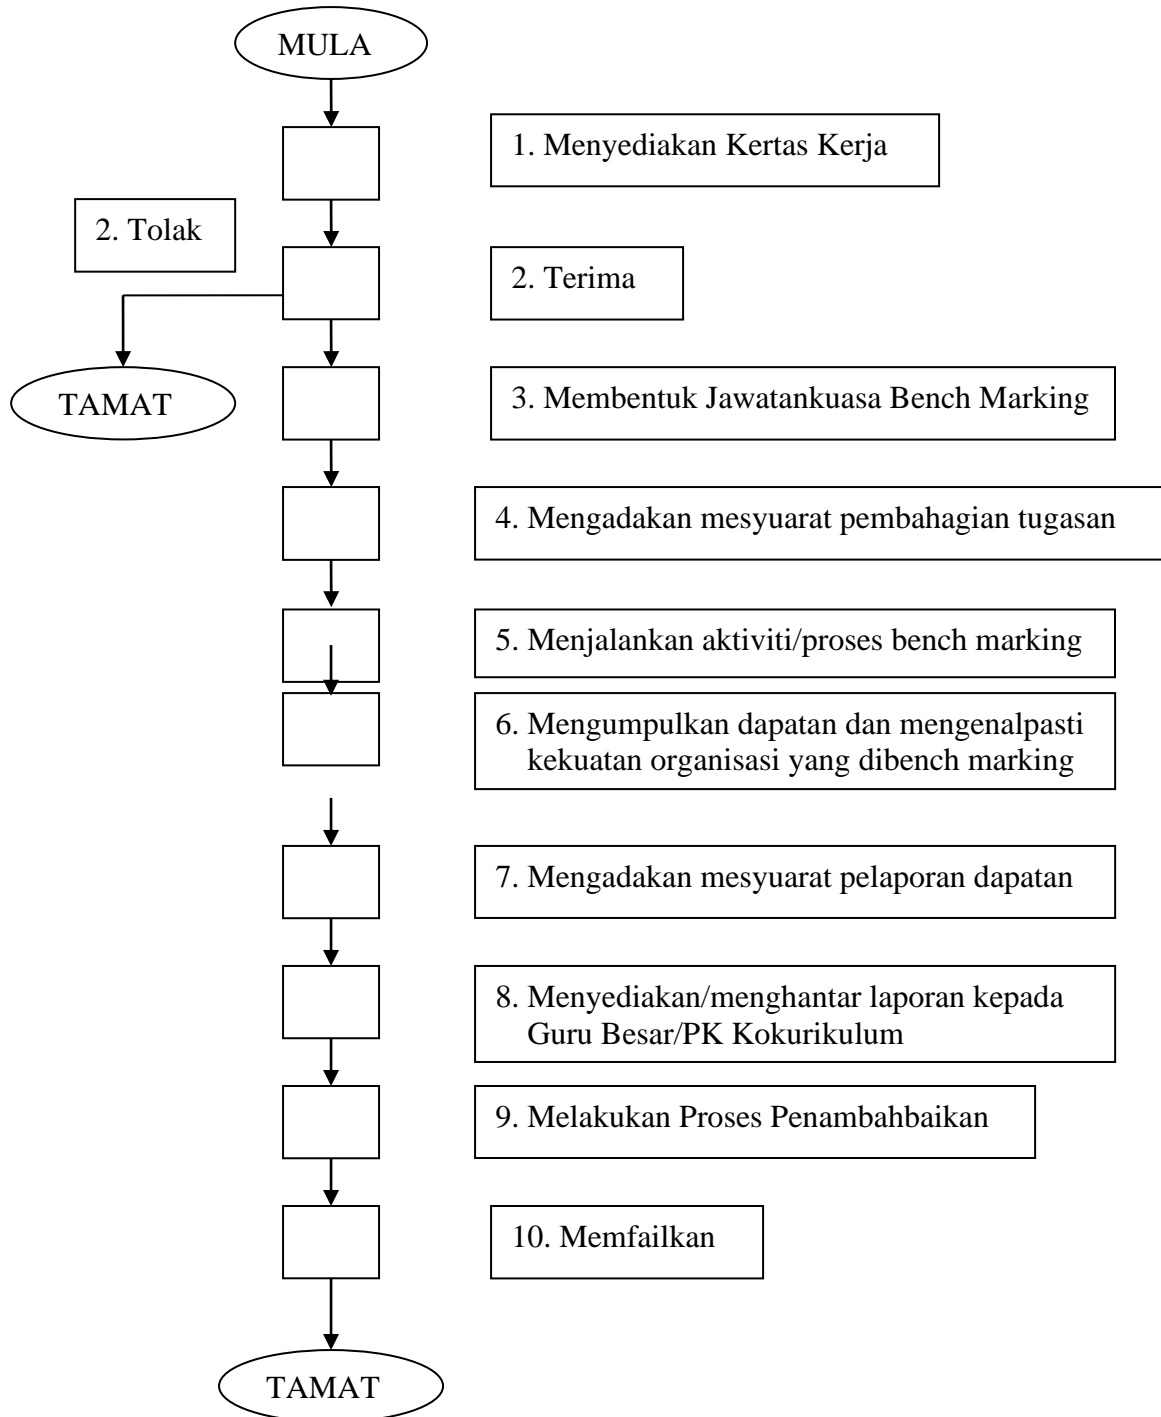 MULA
1. Menyediakan Kertas Kerja
2. Tolak
2. Terima
TAMAT
3. Membentuk Jawatankuasa Bench Marking
4. Mengadakan mesyuarat pembahagian tugasan
5. Menjalankan aktiviti/proses bench marking
6. Mengumpulkan dapatan dan mengenalpasti
kekuatan organisasi yang dibench marking
7. Mengadakan mesyuarat pelaporan dapatan
8. Menyediakan/menghantar laporan kepada
Guru Besar/PK Kokurikulum
9. Melakukan Proses Penambahbaikan
10. Memfailkan
TAMAT